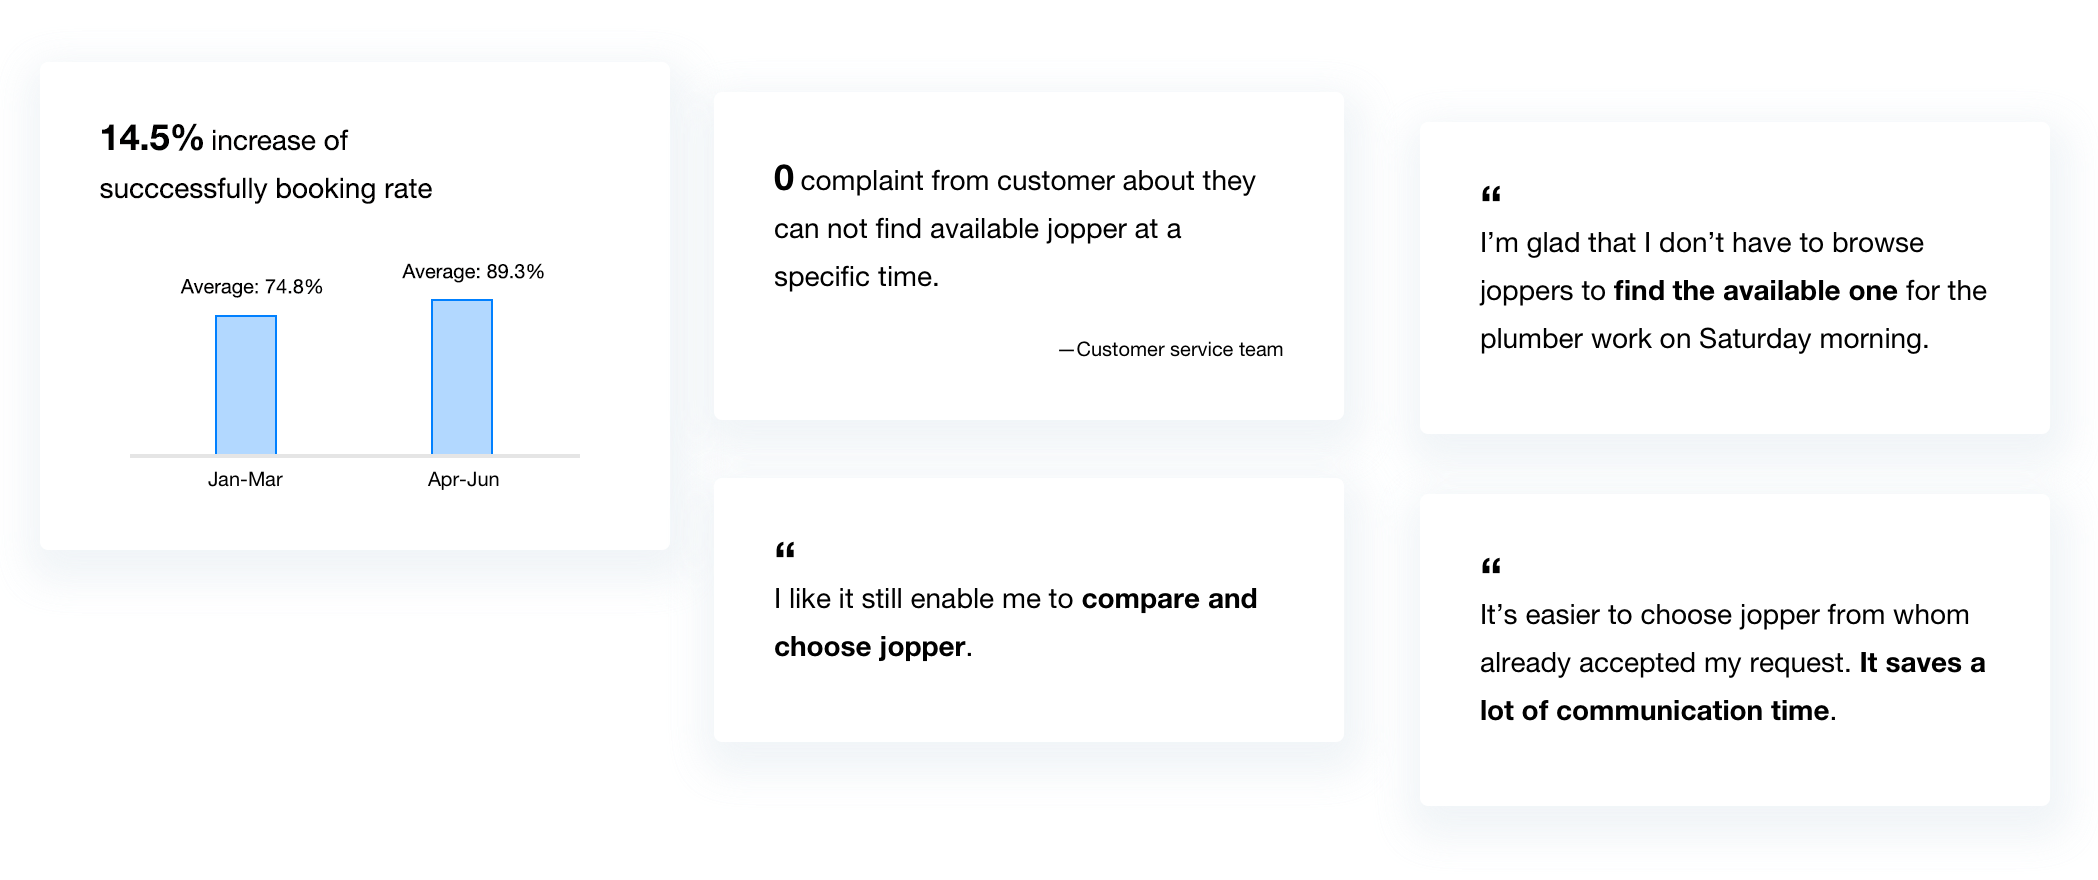 14.5% increase of
succcessfully booking rate
Average: 74.8%
Average: 89.3%
Jan-Mar
Apr-Jun
0 complaint from customer about they
can not find available jopper at a
specific time.
—Customer service team
“
I like it still enable me to compare and
choose jopper.
“
I’m glad that I don’t have to browse
joppers to find the available one for the
plumber work on Saturday morning.
“
It’s easier to choose jopper from whom
already accepted my request. It saves a
lot of communication time.